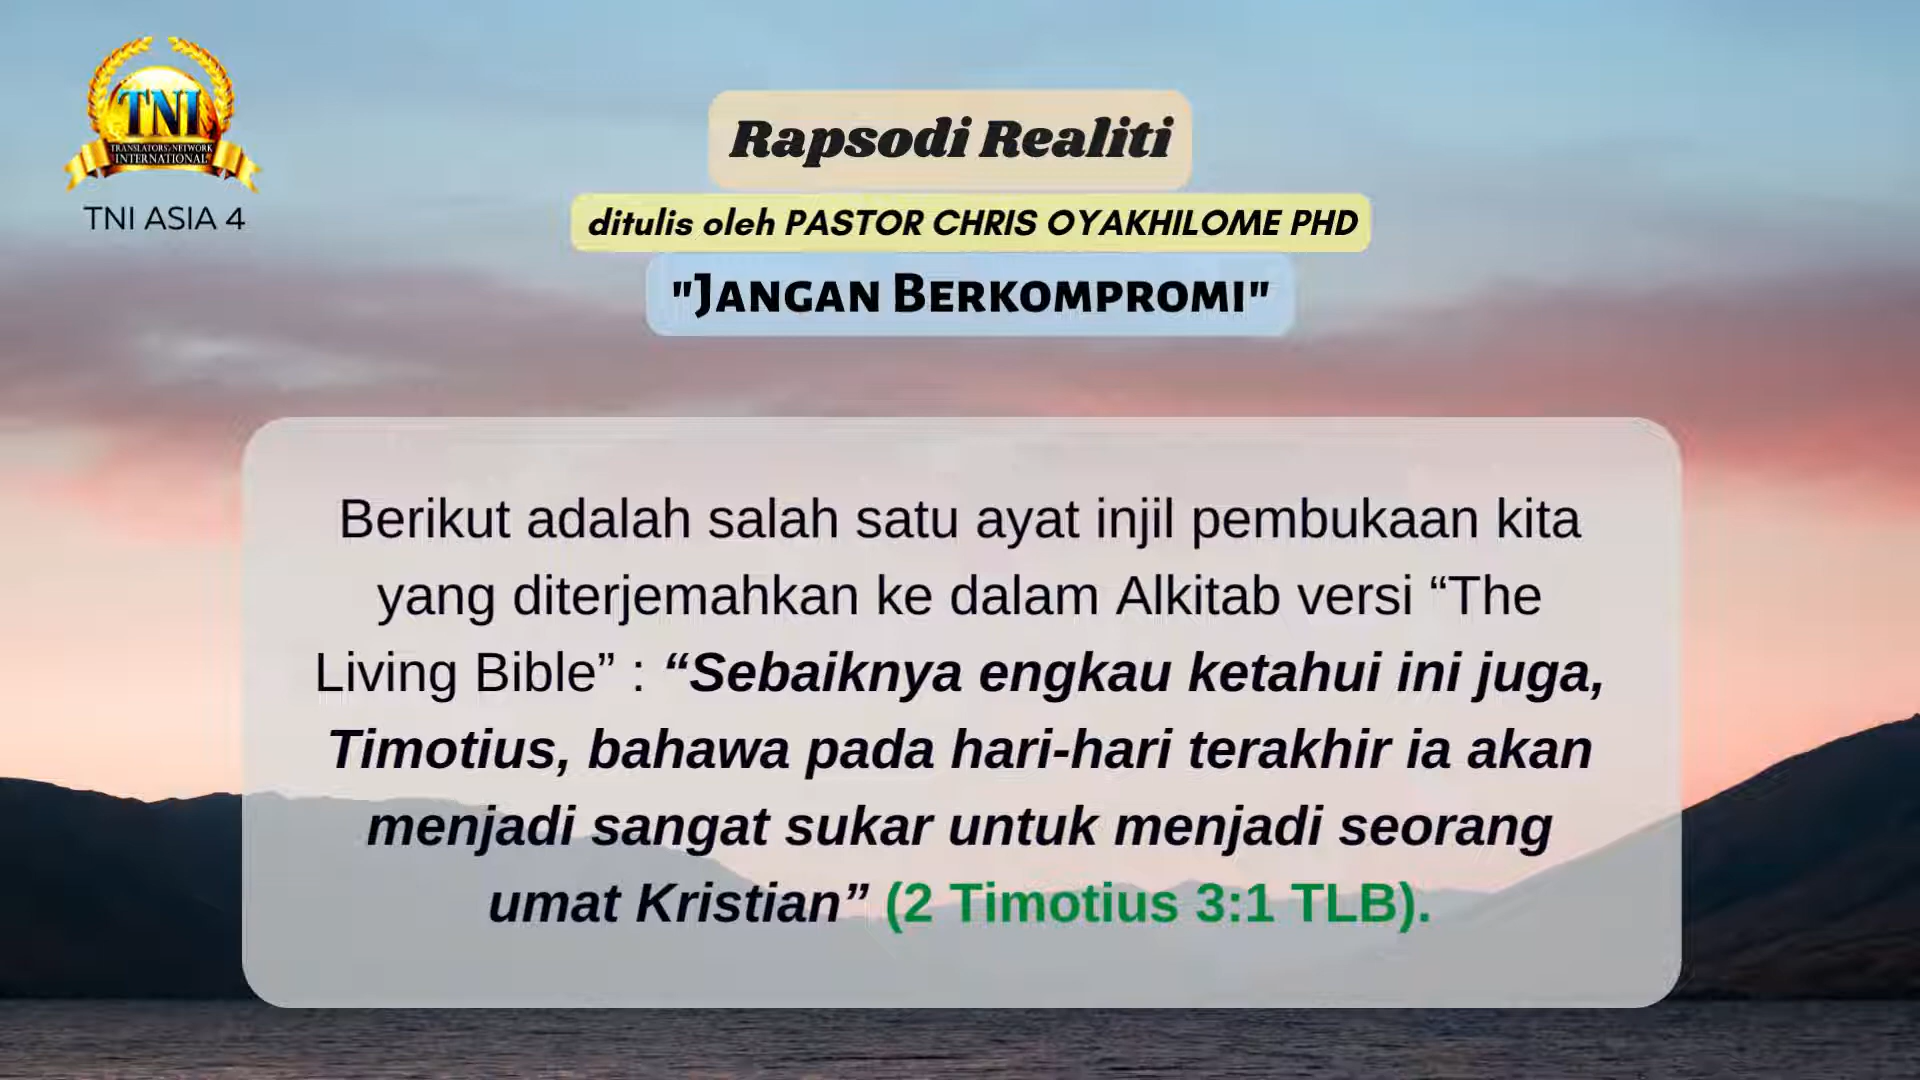 TNI
TRANSLATORS NETWORK
INTERNATIONAL
TNI ASIA 4
Rapsodi Realiti
ditulis oleh PASTOR CHRIS OYAKHILOME PHD
"Jangan Berkompromi"
Berikut adalah salah satu ayat injil pembukaan kita
yang diterjemahkan ke dalam Alkitab versi “The
Living Bible” : “Sebaiknya engkau ketahui ini juga,
Timotius, bahawa pada hari-hari terakhir ia akan
menjadi sangat sukar untuk menjadi seorang
umat Kristian” (2 Timotius 3:1 TLB).